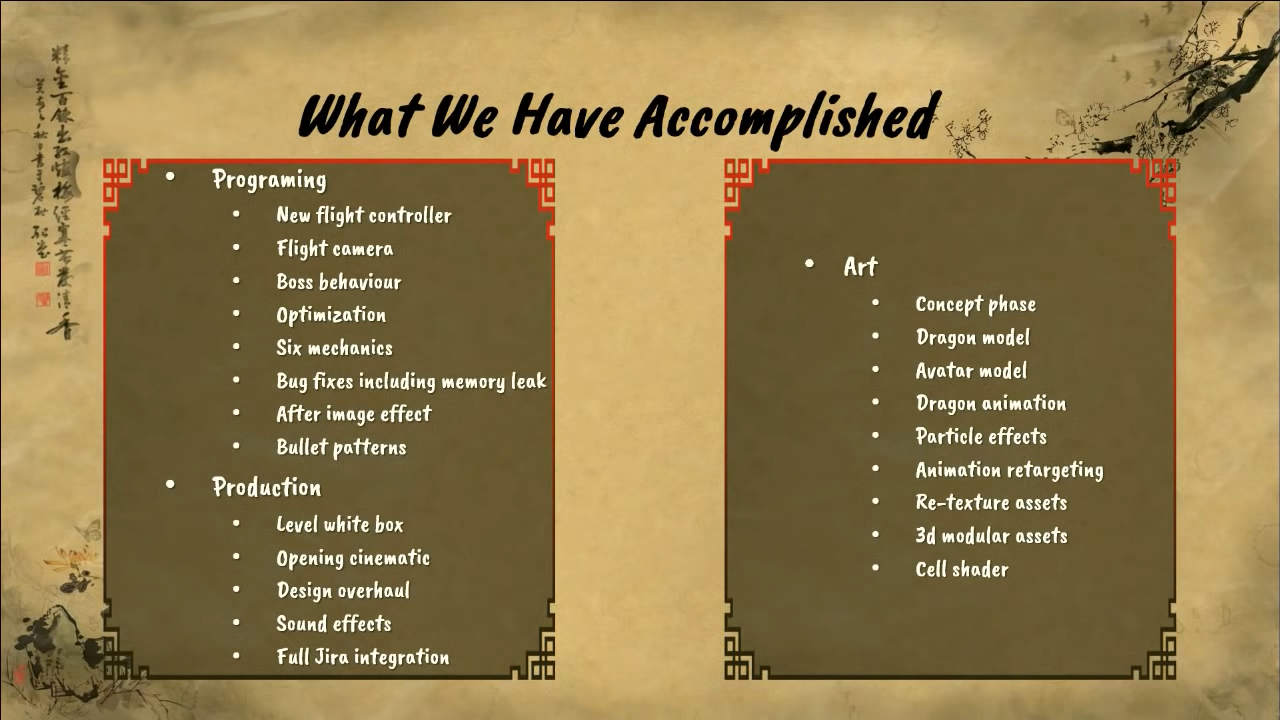 What We Have Accomplished
Programing
New flight controller
Flight camera
Boss behaviour
Optimization
Six mechanics
Bug fixes including memory leak
After image effect
Bullet patterns
Production
Level white box
Opening cinematic
Design overhaul
Sound effects
Full Jira integration
Art
Concept phase
Dragon model
Avatar model
Dragon animation
Particle effects
Animation retargeting
Re-texture assets
3d modular assets
Cell shader